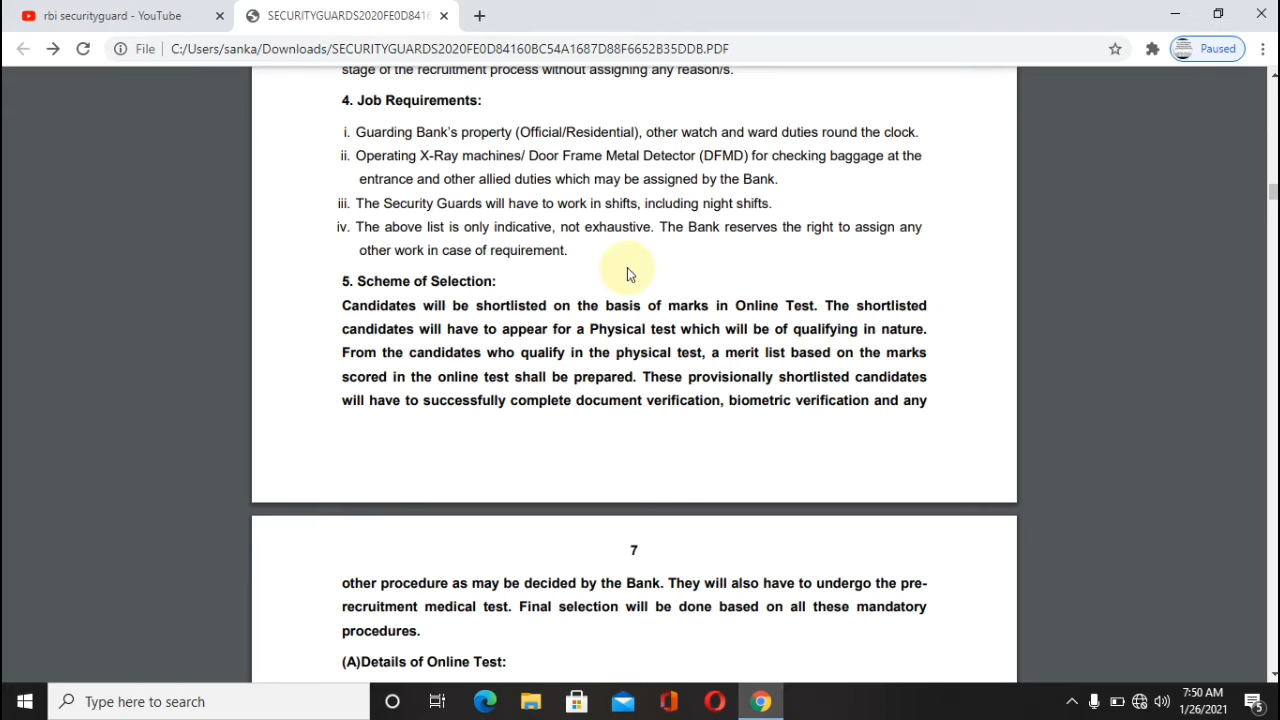 rbi securityguard - YouTube
SECURITYGUARDS2020FE0D8416
File
C:/Users/sanka/Downloads/SECURITYGUARDS2020FE0D84160BC54A1687D88F6652B35DDB.PDF
Paused
stage of the recruitment process without assigning any reason/s.
4. Job Requirements:
i. Guarding Bank's property (Official/Residential), other watch and ward duties round the clock.
ii. Operating X-Ray machines/ Door Frame Metal Detector (DFMD) for checking baggage at the
entrance and other allied duties which may be assigned by the Bank.
iii. The Security Guards will have to work in shifts, including night shifts.
iv. The above list is only indicative, not exhaustive. The Bank reserves the right to assign any
other work in case of requirement.
5. Scheme of Selection:
Candidates will be shortlisted on the basis of marks in Online Test. The shortlisted
candidates will have to appear for a Physical test which will be of qualifying in nature.
From the candidates who qualify in the physical test, a merit list based on the marks
scored in the online test shall be prepared. These provisionally shortlisted candidates
will have to successfully complete document verification, biometric verification and any
7
other procedure as may be decided by the Bank. They will also have to undergo the pre-
recruitment medical test. Final selection will be done based on all these mandatory
procedures.
(A)Details of Online Test:
Type here to search
7:50 AM
1/26/2021
5